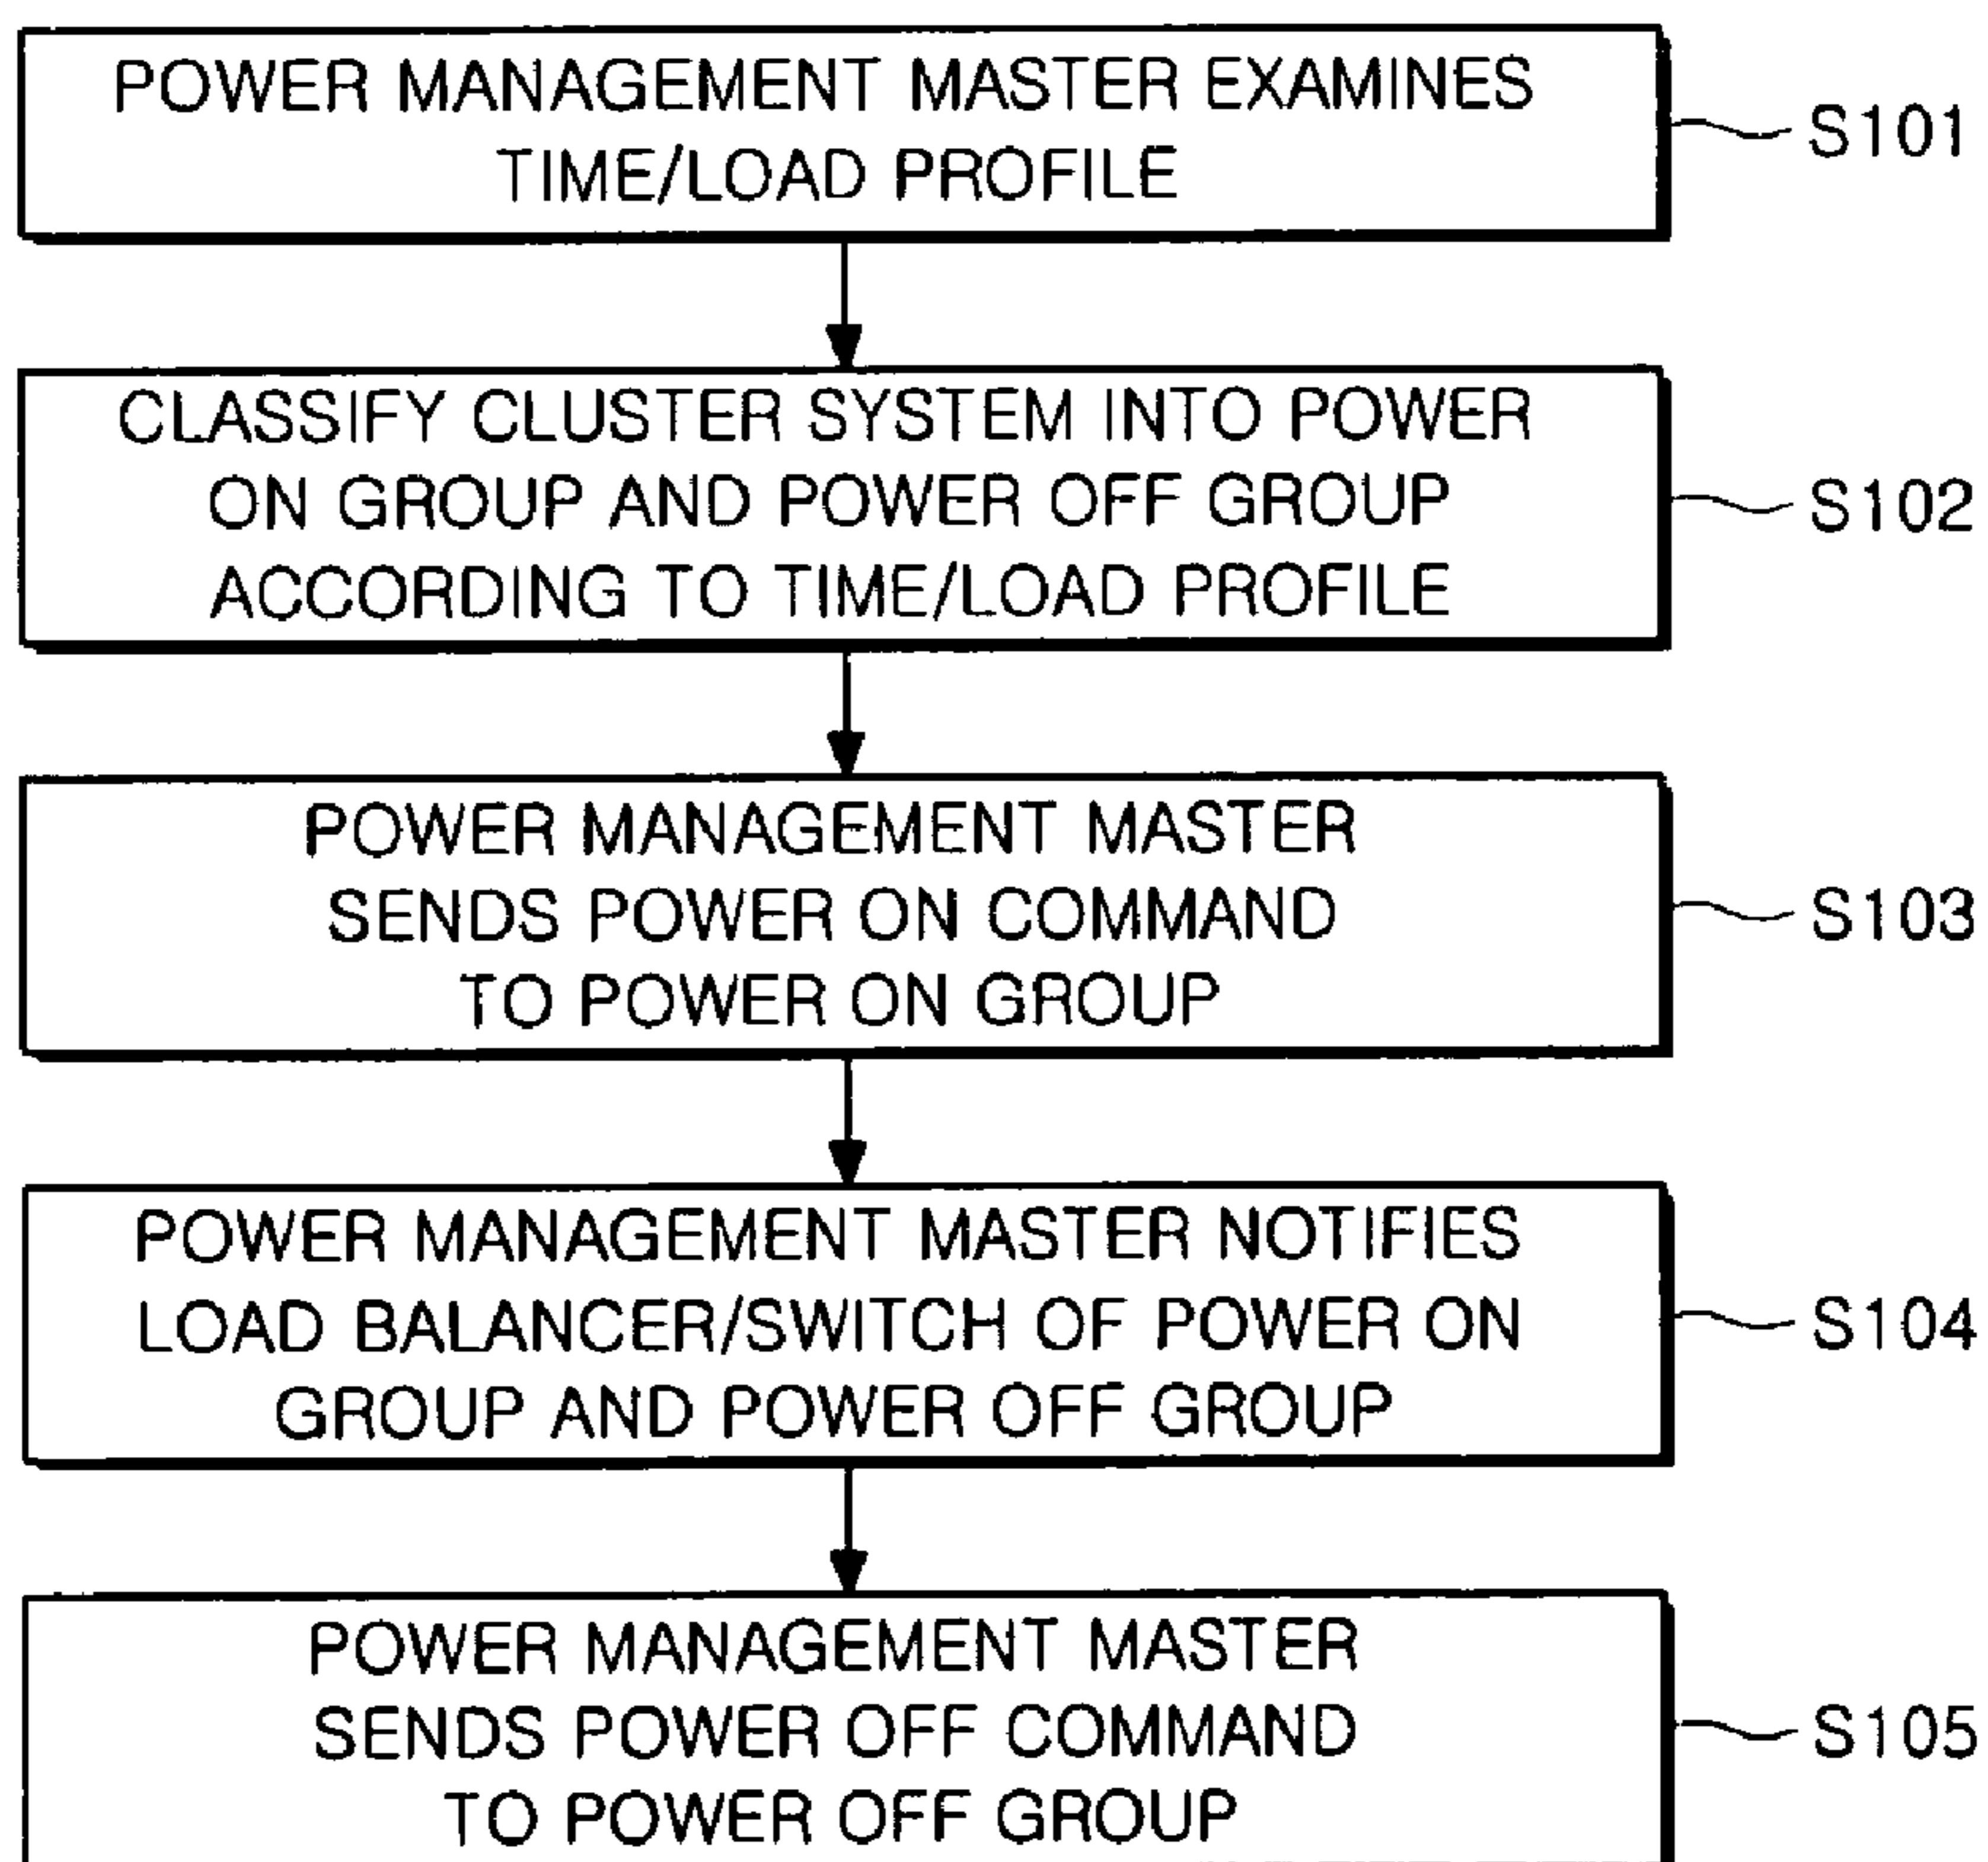 POWER MANAGEMENT MASTER EXAMINES
TIME/LOAD PROFILE
S101
CLASSIFY CLUSTER SYSTEM INTO POWER
ON GROUP AND POWER OFF GROUP
ACCORDING TO TIME/LOAD PROFILE
S102
POWER MANAGEMENT MASTER
SENDS POWER ON COMMAND
TO POWER ON GROUP
S103
POWER MANAGEMENT MASTER NOTIFIES
LOAD BALANCER/SWITCH OF POWER ON
GROUP AND POWER OFF GROUP
S104
POWER MANAGEMENT MASTER
SENDS POWER OFF COMMAND
TO POWER OFF GROUP
S105